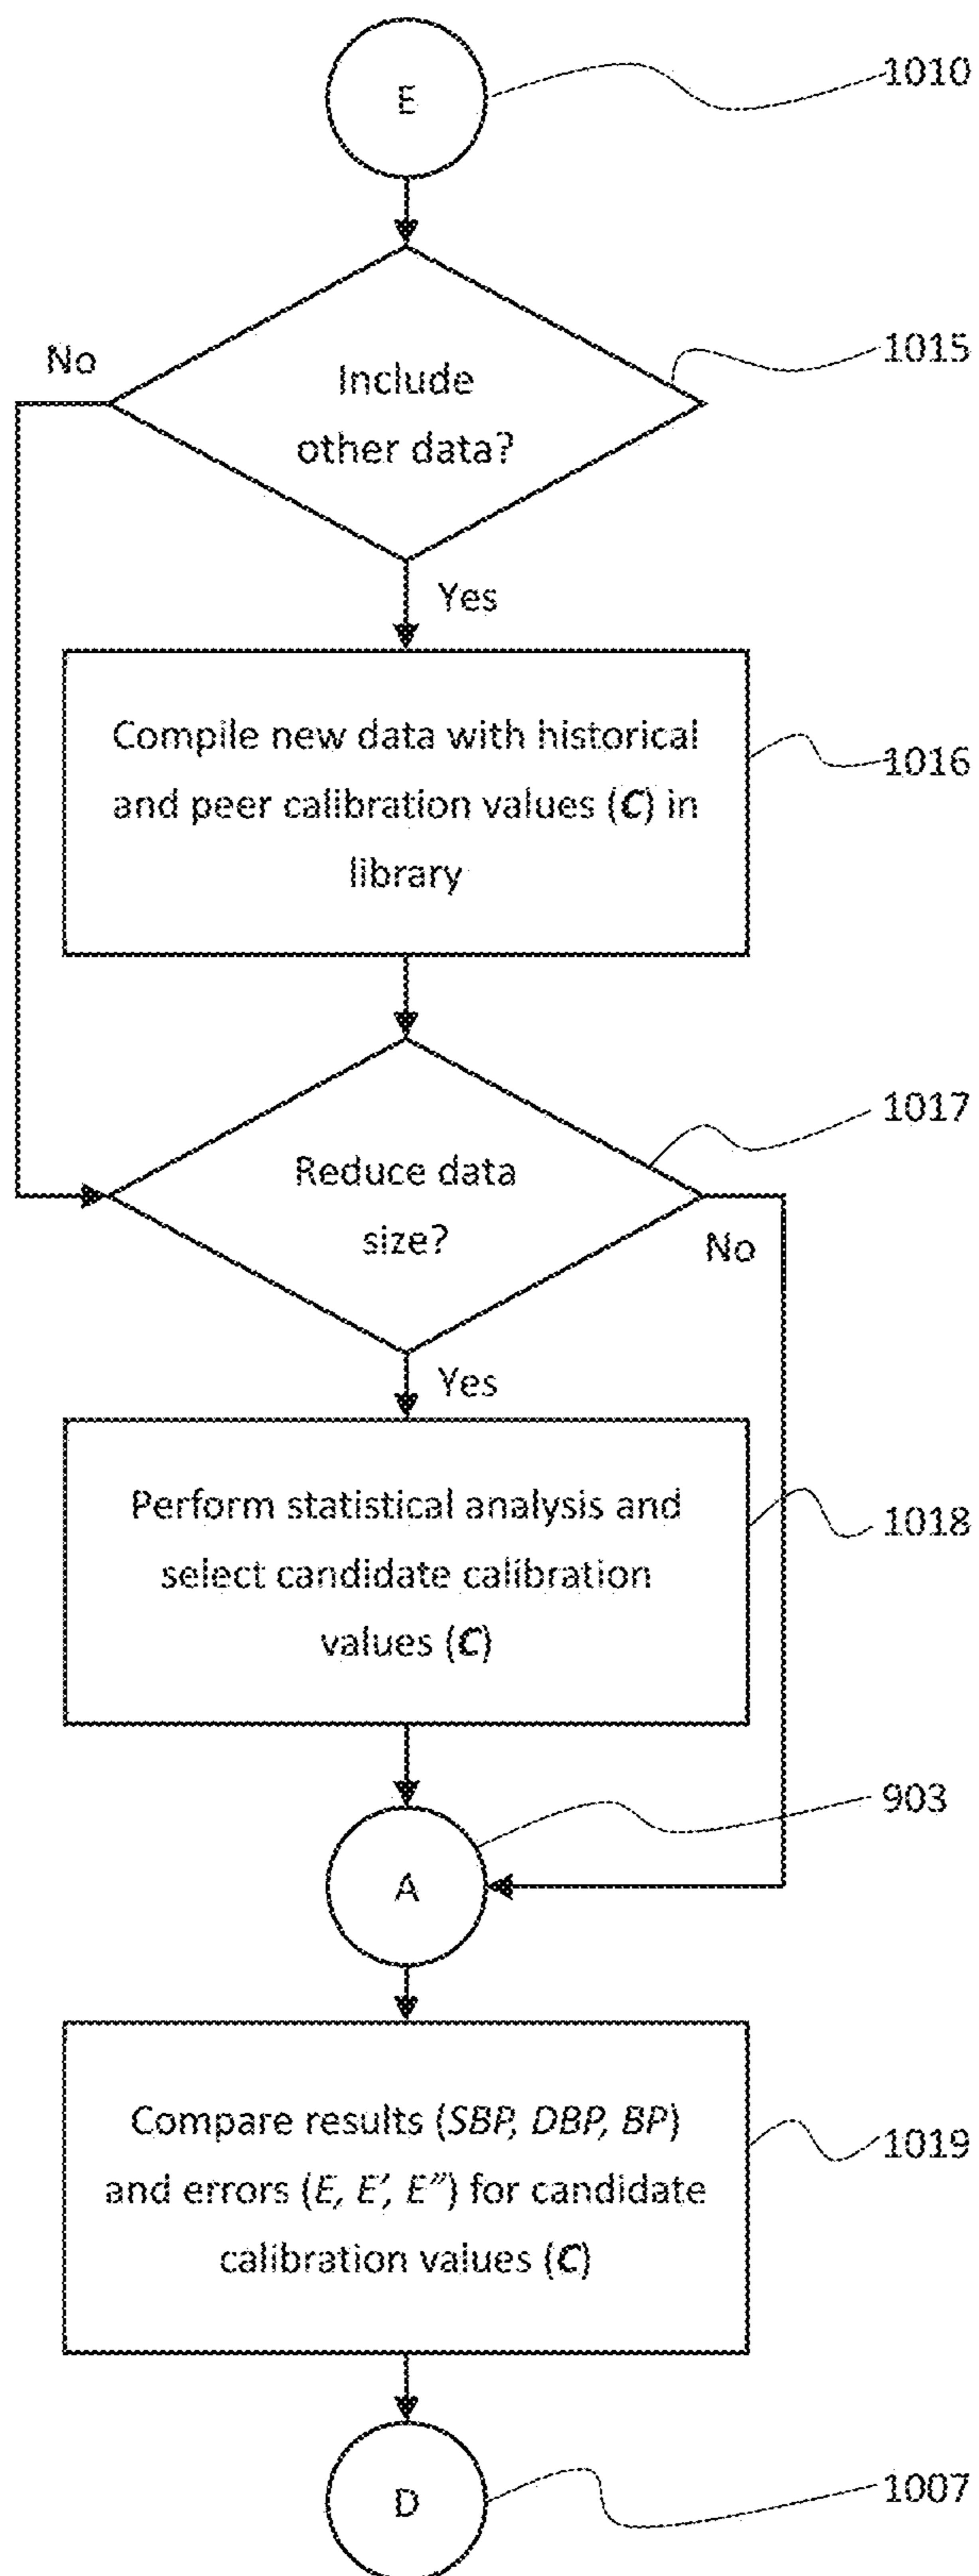 E
1010
No
1015
Include
other data?
Yes
Compile new data with historical
and peer calibration values (C) in
library
1016
1017
Reduce data
size?
No
Yes
Perform statistical analysis and
select candidate calibration
values (C)
1018
903
A
Compare results (SBP, DBP, BP)
and errors (E, E’, E”) for candidate
calibration values (C)
1019
D
1007